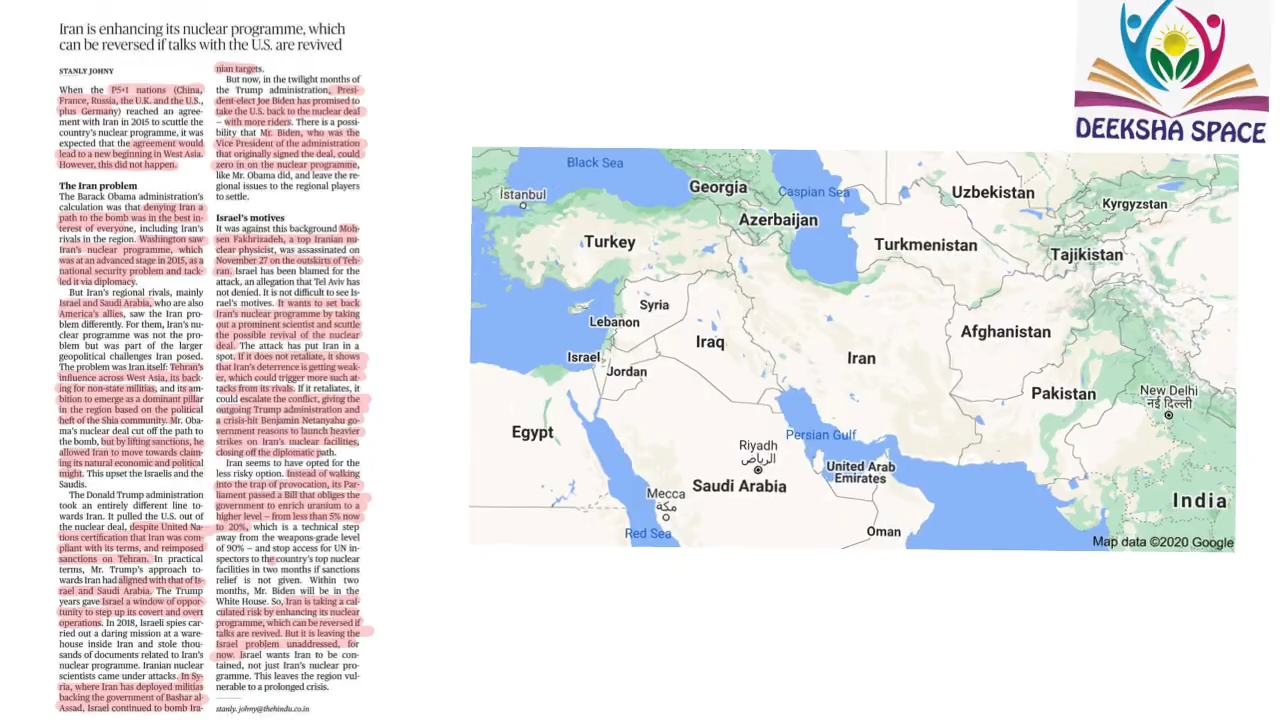 Iran is enhancing its nuclear programme, which
can be reversed if talks with the U.S. are revived
STANLY JOHNY
When the P5+1 nations (China,
France, Russia, the U.K. and the U.S.,
plus Germany) reached an agree-
ment with Iran in 2015 to scuttle the
country's nuclear programme, it was
expected that the agreement would
lead to a new beginning in West Asia.
However, this did not happen.
The Iran problem
The Barack Obama administration's
calculation was that denying Iran a
path to the bomb was in the best in-
terest of everyone, including Iran's
rivals in the region. Washington saw
Iran's nuclear programme, which
was at an advanced stage in 2015, as a
national security problem and tack-
led it via diplomacy.
But Iran's regional rivals, mainly
Israel and Saudi Arabia, who are also
America's allies, saw the Iran pro-
blem differently. For them, Iran's nu-
clear programme was not the pro-
blem but was part of the larger
geopolitical challenges Iran posed.
The problem was Iran itself: Tehran's
influence across West Asia, its back-
ing for non-state militias, and its am-
bition to emerge as a dominant pillar
in the region based on the political
heft of the Shia community. Mr. Oba-
ma's nuclear deal cut off the path to
the bomb, but by lifting sanctions, he
allowed Iran to move towards claim-
ing its natural economic and political
might. This upset the Israelis and the
Saudis.
The Donald Trump administration
took an entirely different line to-
wards Iran. It pulled the U.S. out of
the nuclear deal, despite United Na-
tions certification that Iran was com-
pliant with its terms, and reimposed
sanctions on Tehran. In practical
terms, Mr. Trump's approach to-
wards Iran had aligned with that of Is-
rael and Saudi Arabia. The Trump
years gave Israel a window of oppor-
tunity to step up its covert and overt
operations. In 2018, Israeli spies car-
ried out a daring mission at a ware-
house inside Iran and stole thou-
sands of documents related to Iran's
nuclear programme. Iranian nuclear
scientists came under attacks. In Sy-
ria, where Iran has deployed militias
backing the government of Bashar al-
Assad, Israel continued to bomb Ira-
nian targets.
But now, in the twilight months of
the Trump administration, Presi-
dent-elect Joe Biden has promised to
take the U.S. back to the nuclear deal
– with more riders. There is a possi-
bility that Mr. Biden, who was the
Vice President of the administration
that originally signed the deal, could
zero in on the nuclear programme,
like Mr. Obama did, and leave the re-
gional issues to the regional players
to settle.
Israel's motives
It was against this background Moh-
sen Fakhrizadeh, a top Iranian nu-
clear physicist, was assassinated on
November 27 on the outskirts of Teh-
ran. Israel has been blamed for the
attack, an allegation that Tel Aviv has
not denied. It is not difficult to see Is-
rael's motives. It wants to set back
Iran's nuclear programme by taking
out a prominent scientist and scuttle
the possible revival of the nuclear
deal. The attack has put Iran in a
spot. If it does not retaliate, it shows
that Iran's deterrence is getting weak-
er, which could trigger more such at-
tacks from its rivals. If it retaliates, it
could escalate the conflict, giving the
outgoing Trump administration and
a crisis-hit Benjamin Netanyahu go-
vernment reasons to launch heavier
strikes on Iran's nuclear facilities,
closing off the diplomatic path.
Iran seems to have opted for the
less risky option. Instead of walking
into the trap of provocation, its Par-
liament passed a Bill that obliges the
government to enrich uranium to a
higher level – from less than 5% now
to 20%, which is a technical step
away from the weapons-grade level
of 90% – and stop access for UN in-
spectors to the country's top nuclear
facilities in two months if sanctions
relief is not given. Within two
months, Mr. Biden will be in the
White House. So, Iran is taking a cal-
culated risk by enhancing its nuclear
programme, which can be reversed if
talks are revived. But it is leaving the
Israel problem unaddressed, for
now. Israel wants Iran to be con-
tained, not just Iran's nuclear pro-
gramme. This leaves the region vul-
nerable to a prolonged crisis.
stanly.johny@thehindu.co.in
DEEKSHA SPACE
Black Sea
Istanbul
Georgia
Caspian Sea
Uzbekistan
Kyrgyzstan
Azerbaijan
Turkey
Turkmenistan
Tajikistan
Syria
Lebanon
Iraq
Afghanistan
Israel
Jordan
Iran
Pakistan
New Delhi
नई दिल्ली
Egypt
Persian Gulf
Riyadh
الرياض
United Arab
Emirates
Saudi Arabia
Mecca
مكة
India
Red Sea
Oman
Map data ©2020 Google